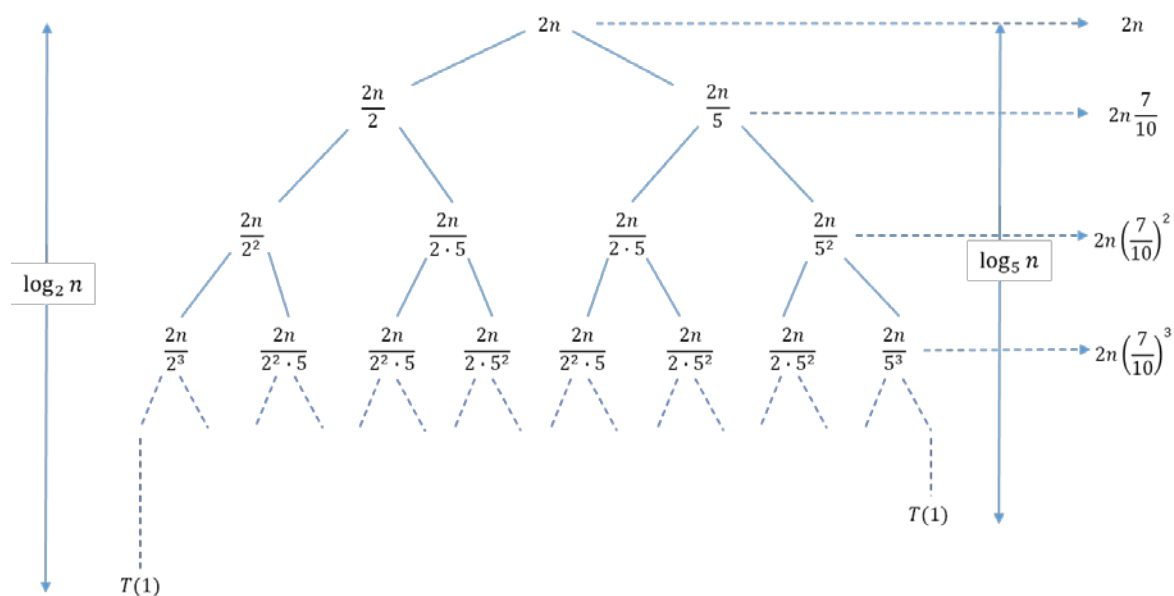 2n 2n
2n/2 2n/5 2n 7/10
2n/2² 2n/(2 · 5) 2n/(2 · 5) 2n/5² 2n(7/10)²
log₂ n log₅ n
2n/2³ 2n/(2² · 5) 2n/(2² · 5) 2n/(2 · 5²) 2n/(2² · 5) 2n/(2 · 5²) 2n/(2 · 5²) 2n/5³ 2n(7/10)³
T(1)
T(1)